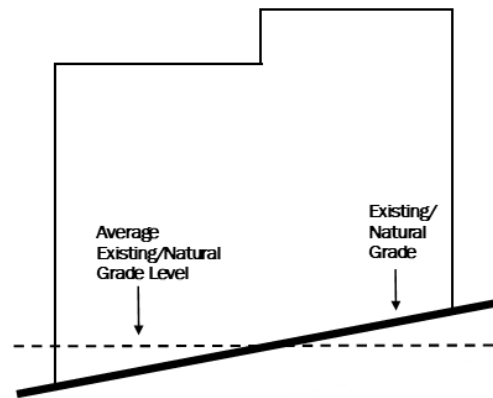 Average
Existing/Natural
Grade Level
Existing/
Natural
Grade